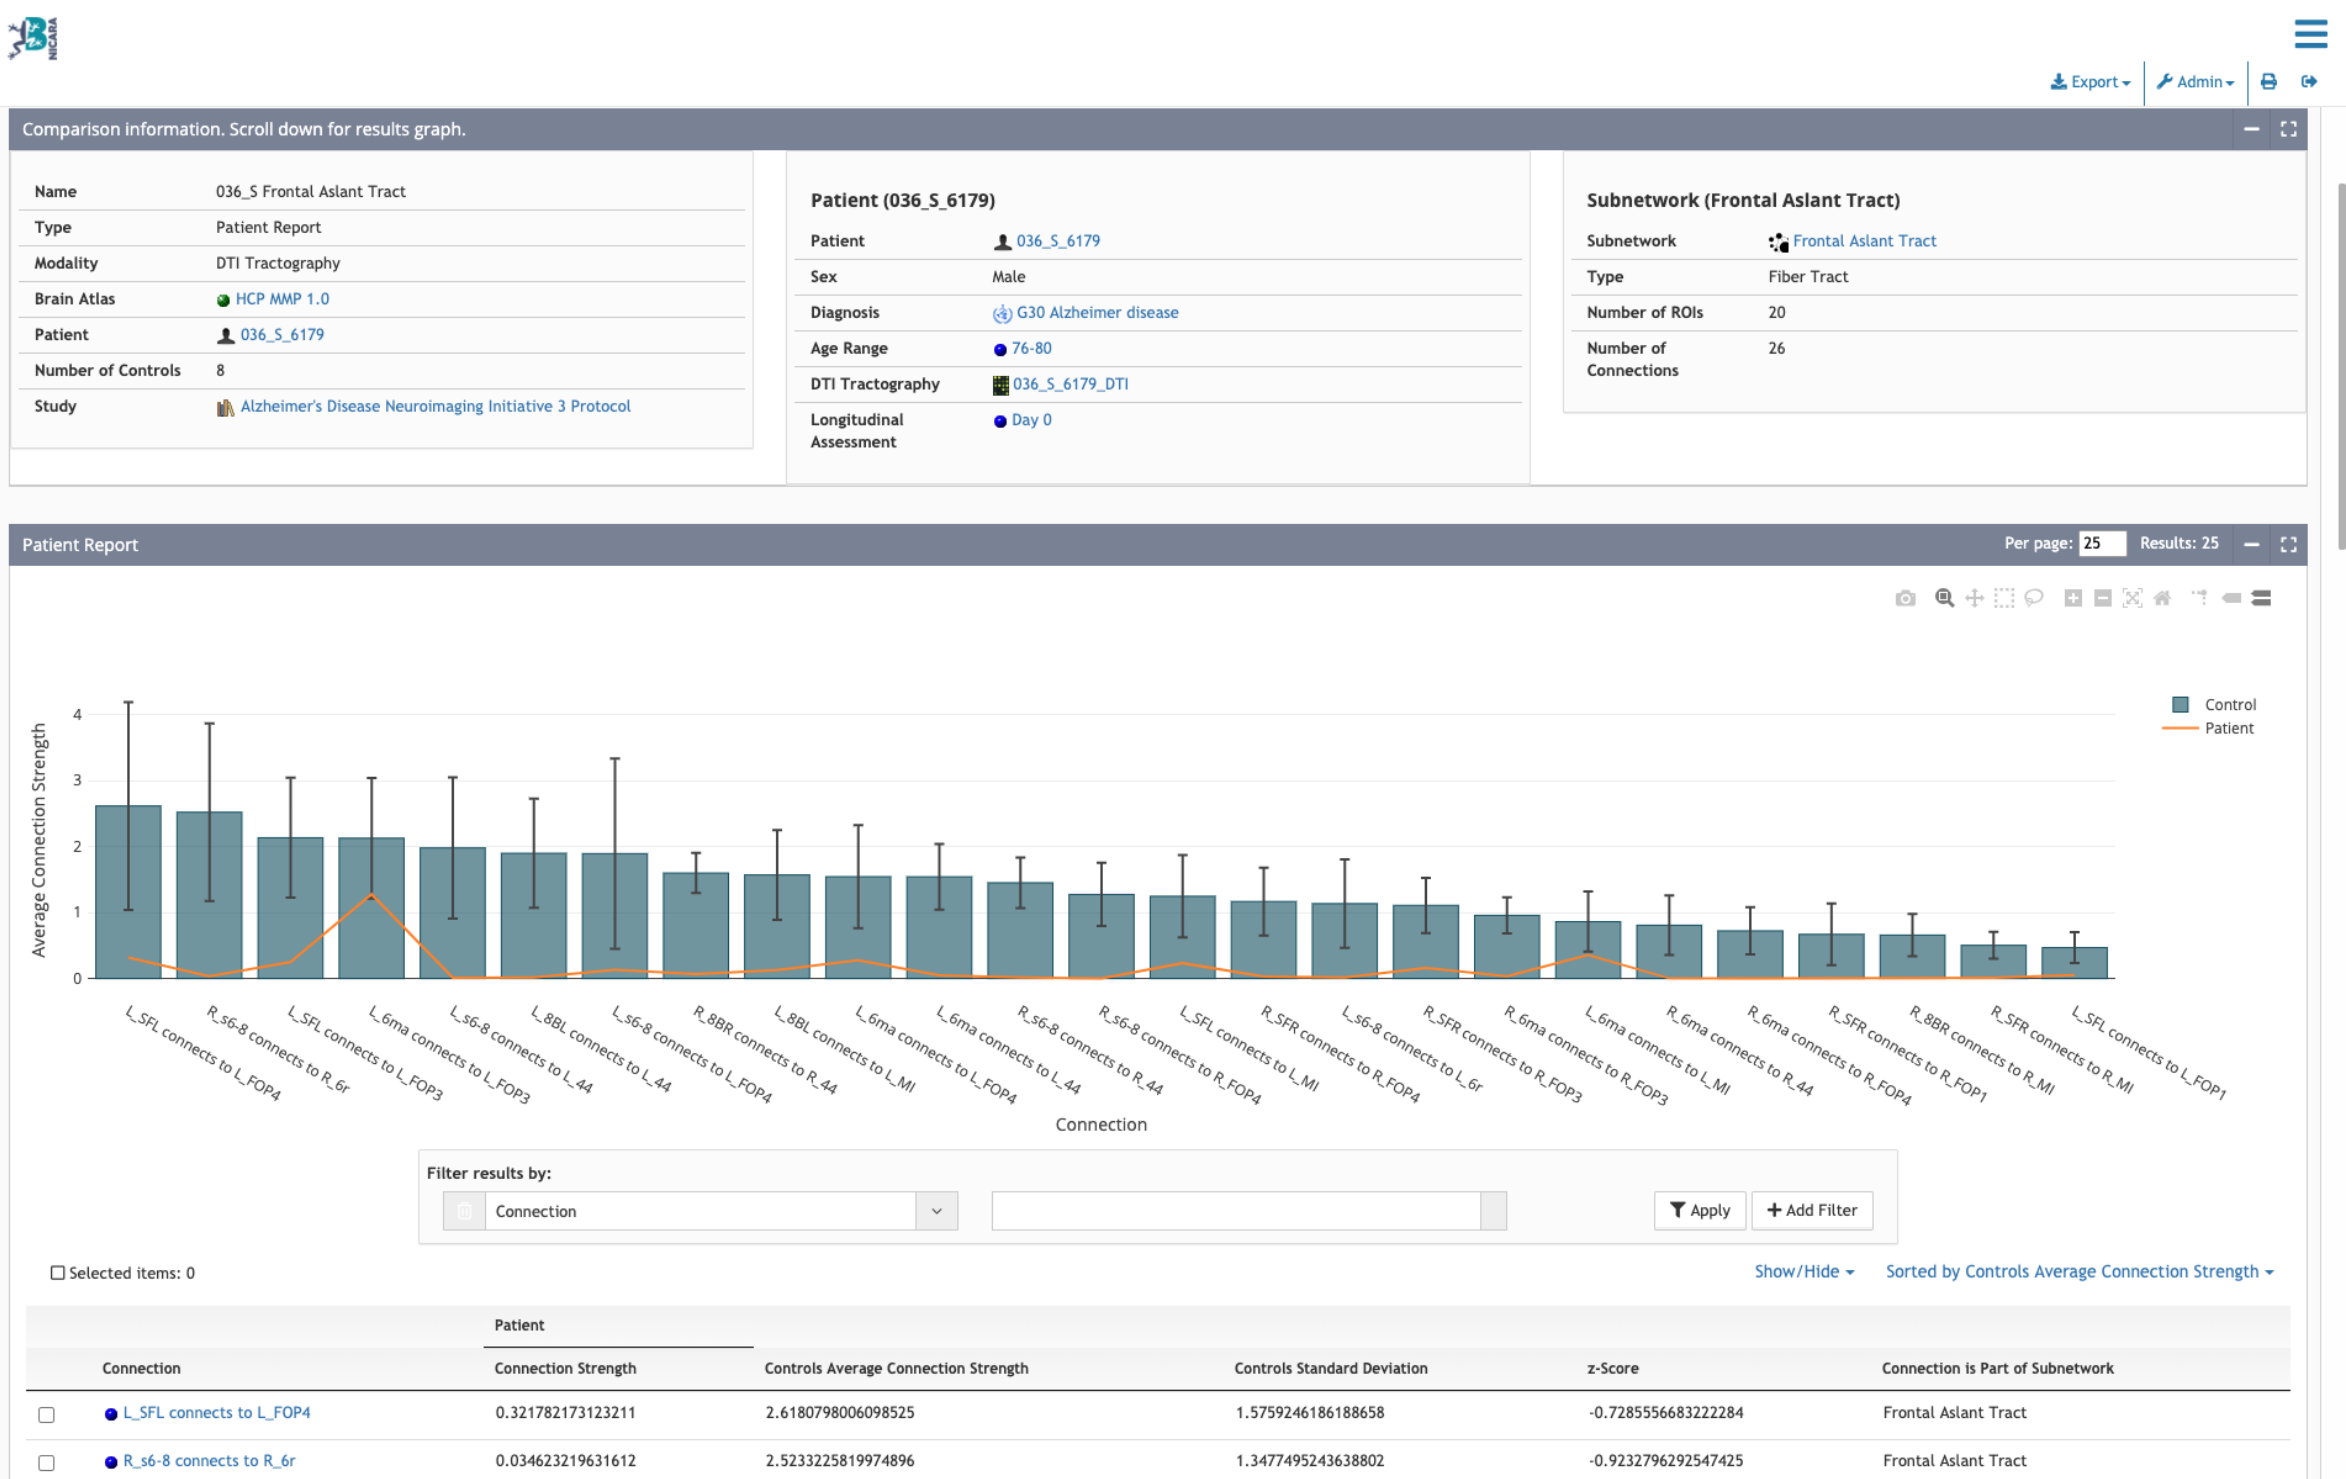 NICARA
Export
Admin
Comparison information. Scroll down for results graph.
Name 036_S Frontal Aslant Tract
Type Patient Report
Modality DTI Tractography
Brain Atlas HCP MMP 1.0
Patient 036_S_6179
Number of Controls 8
Study Alzheimer's Disease Neuroimaging Initiative 3 Protocol
Patient (036_S_6179)
Patient 036_S_6179
Sex Male
Diagnosis G30 Alzheimer disease
Age Range 76-80
DTI Tractography 036_S_6179_DTI
Longitudinal Assessment Day 0
Subnetwork (Frontal Aslant Tract)
Subnetwork Frontal Aslant Tract
Type Fiber Tract
Number of ROIs 20
Number of Connections 26
Patient Report
Per page: 25 Results: 25
Control
Patient
Average Connection Strength
4
3
2
1
0
L_SFL connects to L_FOP4
R_s6-8 connects to R_6r
L_SFL connects to L_FOP3
L_6ma connects to L_FOP3
L_s6-8 connects to L_44
L_8BL connects to L_44
L_s6-8 connects to L_FOP4
R_8BR connects to R_44
L_8BL connects to L_MI
L_6ma connects to L_FOP4
L_6ma connects to L_44
R_s6-8 connects to R_44
R_s6-8 connects to R_FOP4
L_SFL connects to L_MI
R_SFR connects to R_FOP4
L_s6-8 connects to L_6r
R_SFR connects to R_FOP3
R_6ma connects to R_FOP3
L_6ma connects to L_MI
R_6ma connects to R_44
R_6ma connects to R_FOP4
R_SFR connects to R_FOP1
R_8BR connects to R_MI
R_SFR connects to R_MI
L_SFL connects to L_FOP1
Connection
Filter results by:
Connection
Apply
Add Filter
Selected items: 0
Show/Hide
Sorted by Controls Average Connection Strength
Patient
Connection Connection Strength Controls Average Connection Strength Controls Standard Deviation z-Score Connection is Part of Subnetwork
L_SFL connects to L_FOP4 0.321782173123211 2.6180798006098525 1.5759246186188658 -0.7285556683222284 Frontal Aslant Tract
R_s6-8 connects to R_6r 0.034623219631612 2.5233225819974896 1.3477495243638802 -0.9232796292547425 Frontal Aslant Tract